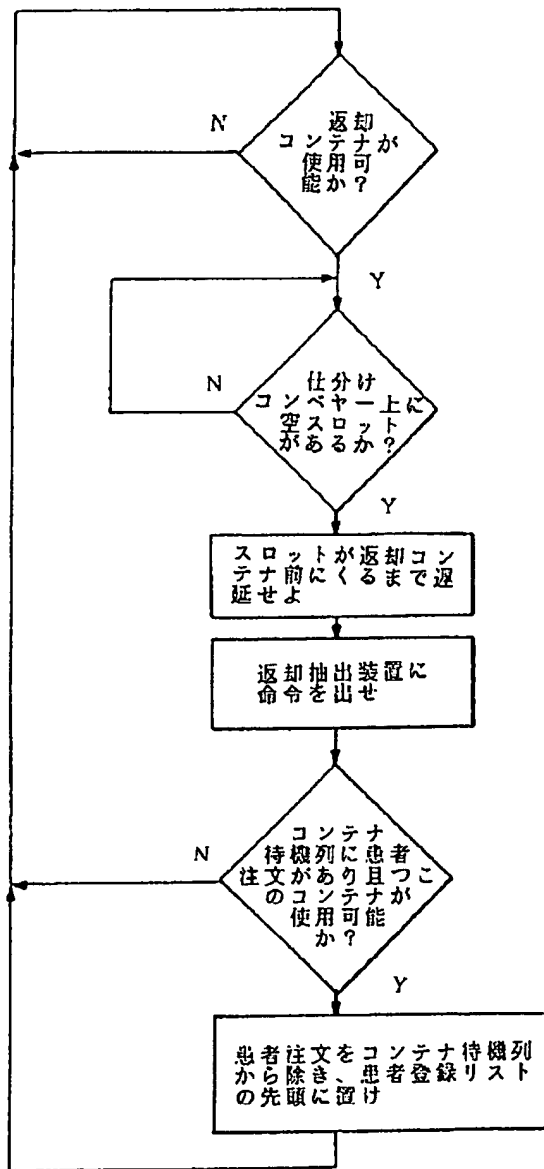 返却
コンテナが
使用可
能か?
N
Y
仕分け
コンベヤー上に
空スロット
があるか?
N
Y
スロットが返却コン
テナ前にくるまで遅
延せよ
返却抽出装置に
命令を出せ
コンテナ
待機列に患者
注文があり且つこ
のコンテナが
使用可能
か?
N
Y
患者注文を、コンテナ待機列
から除き、患者登録リスト
の先頭に置け